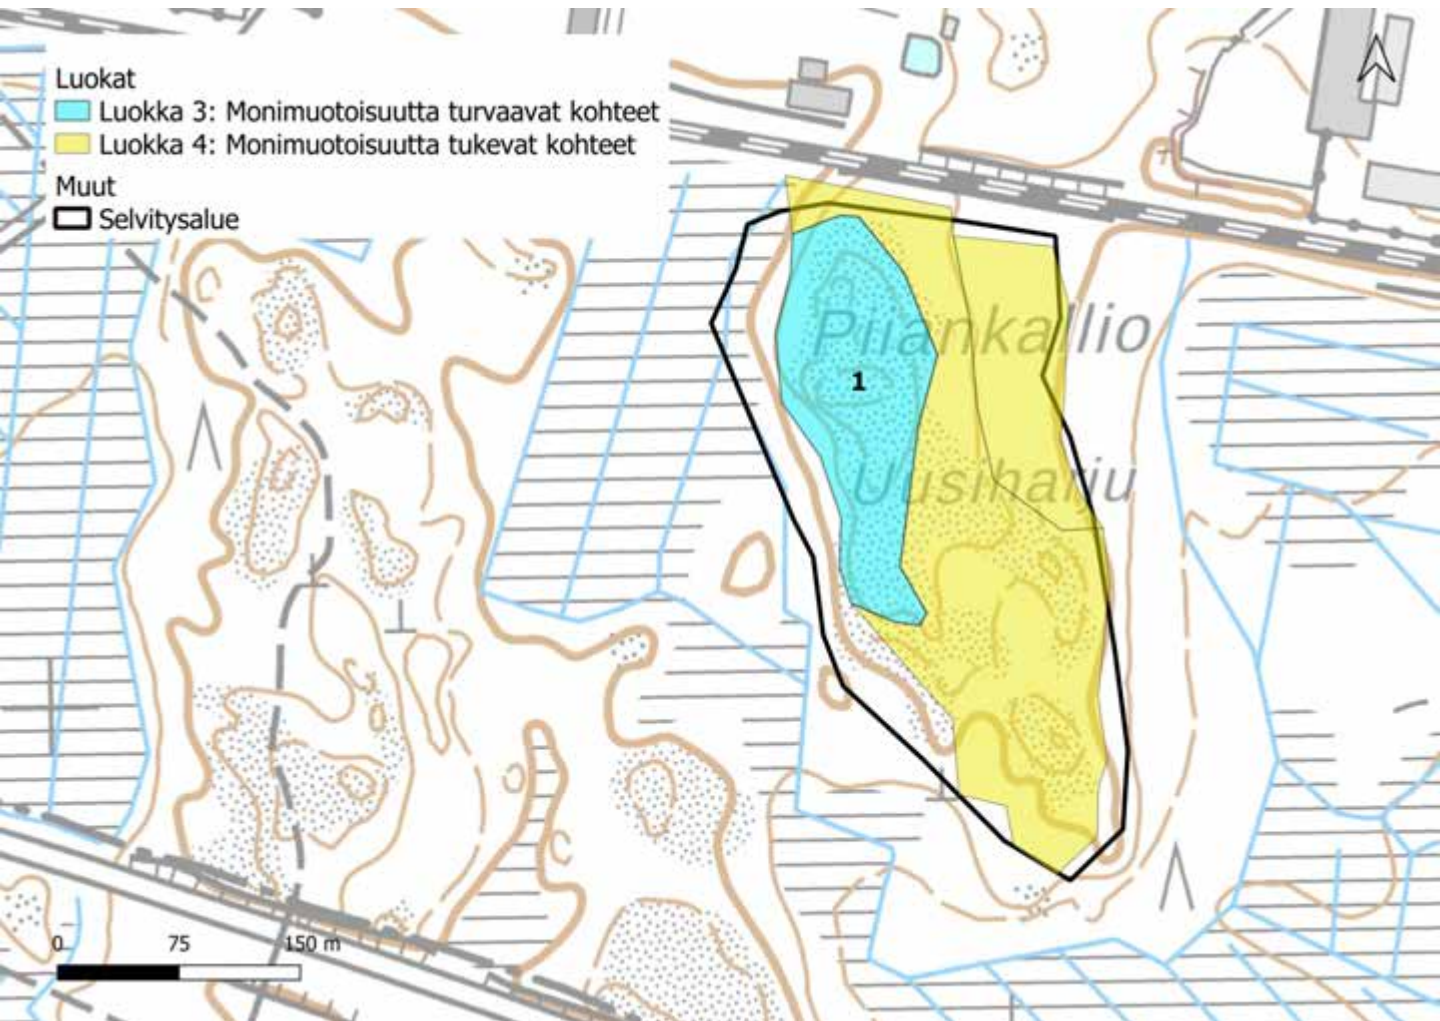 Luokat
Luokka 3: Monimuotoisuutta turvaavat kohteet
Luokka 4: Monimuotoisuutta tukevat kohteet
Muut
Selvitysalue
Piiankallio
1
Uusiharju
0 75 150 m